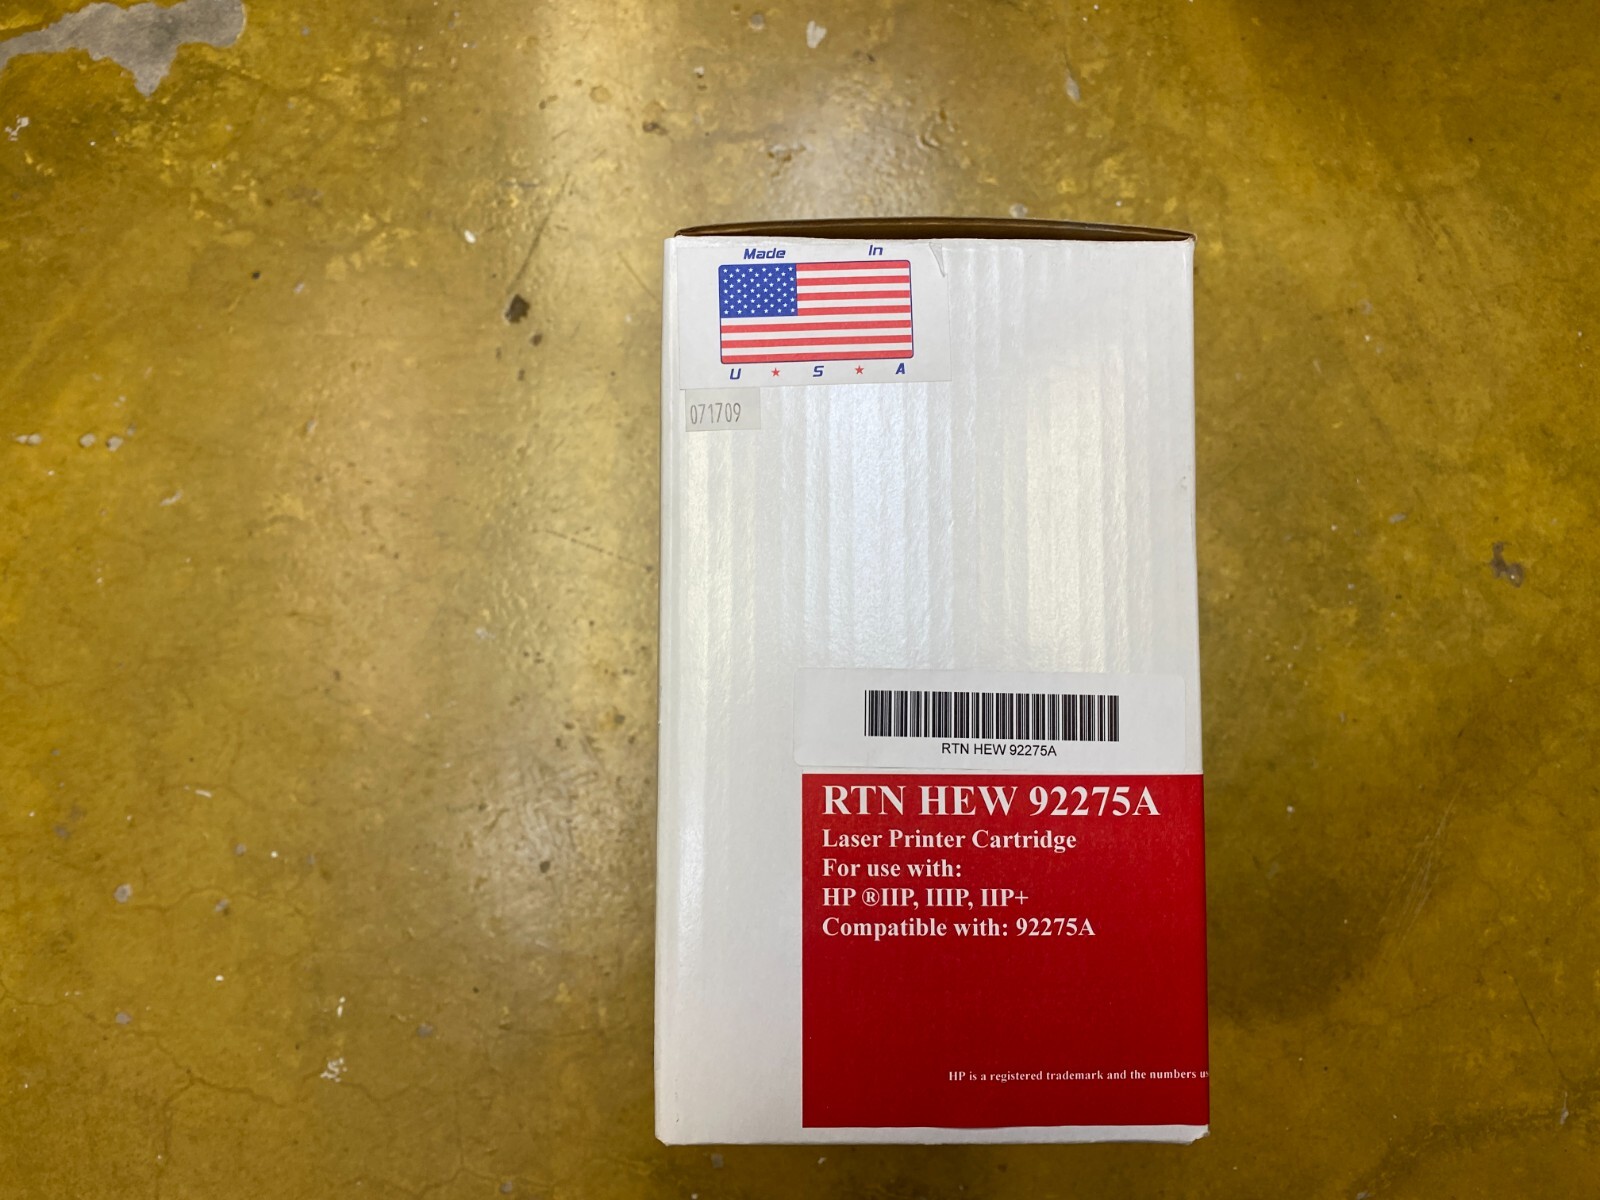 Made In
U ★ S ★ A
071709
RTN HEW 92275A
RTN HEW 92275A
Laser Printer Cartridge
For use with:
HP ®IIP, IIIP, IIP+
Compatible with: 92275A
HP is a registered trademark and the numbers